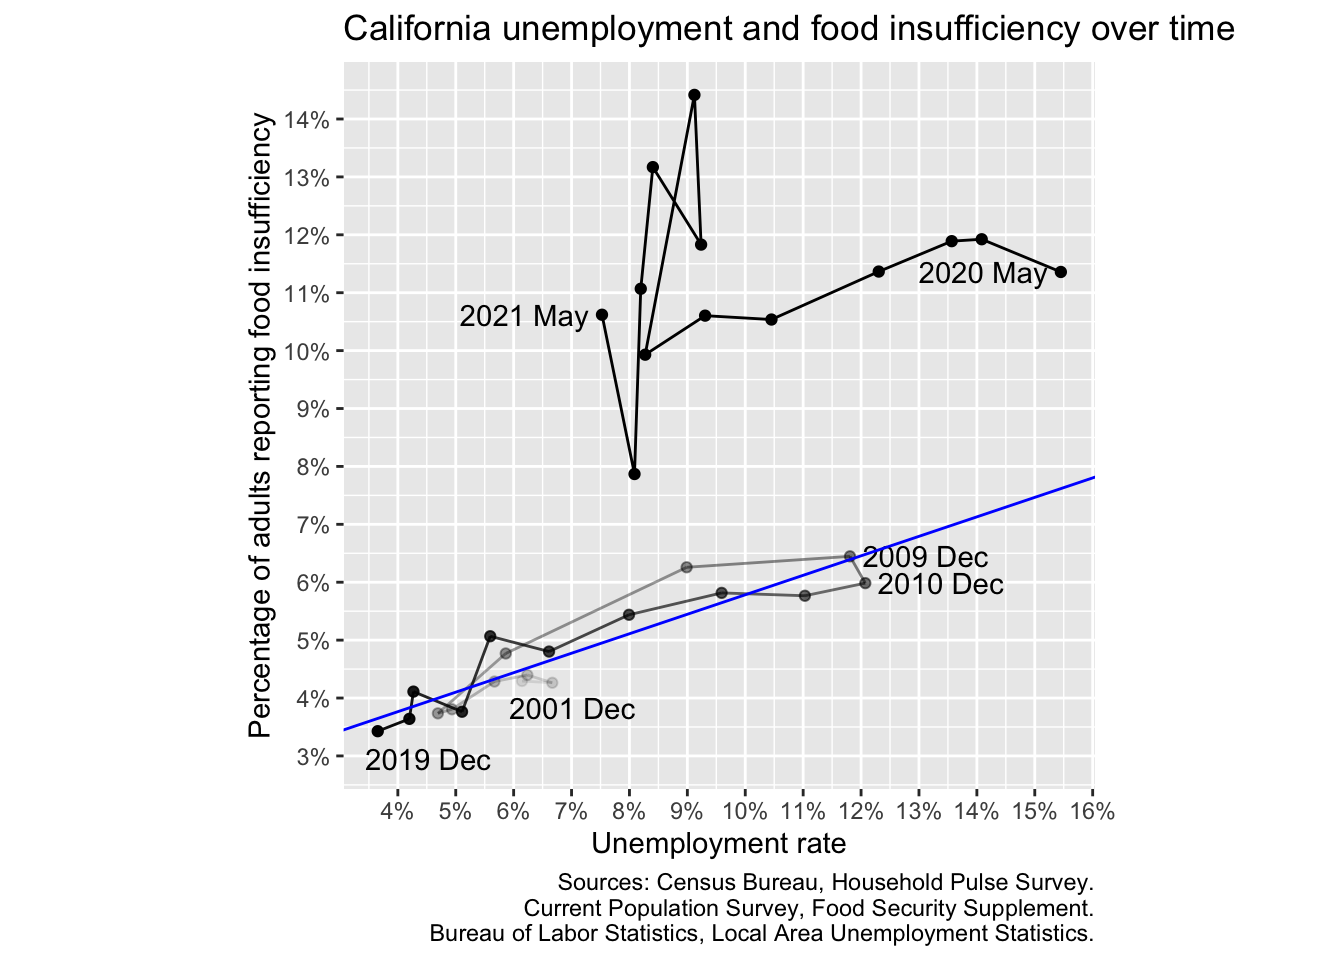 California unemployment and food insufficiency over time
Percentage of adults reporting food insufficiency
14%
13%
12%
11%
10%
9%
8%
7%
6%
5%
4%
3%
2020 May
2021 May
2009 Dec
2010 Dec
2001 Dec
2019 Dec
4% 5% 6% 7% 8% 9% 10% 11% 12% 13% 14% 15% 16%
Unemployment rate
Sources: Census Bureau, Household Pulse Survey.
Current Population Survey, Food Security Supplement.
Bureau of Labor Statistics, Local Area Unemployment Statistics.